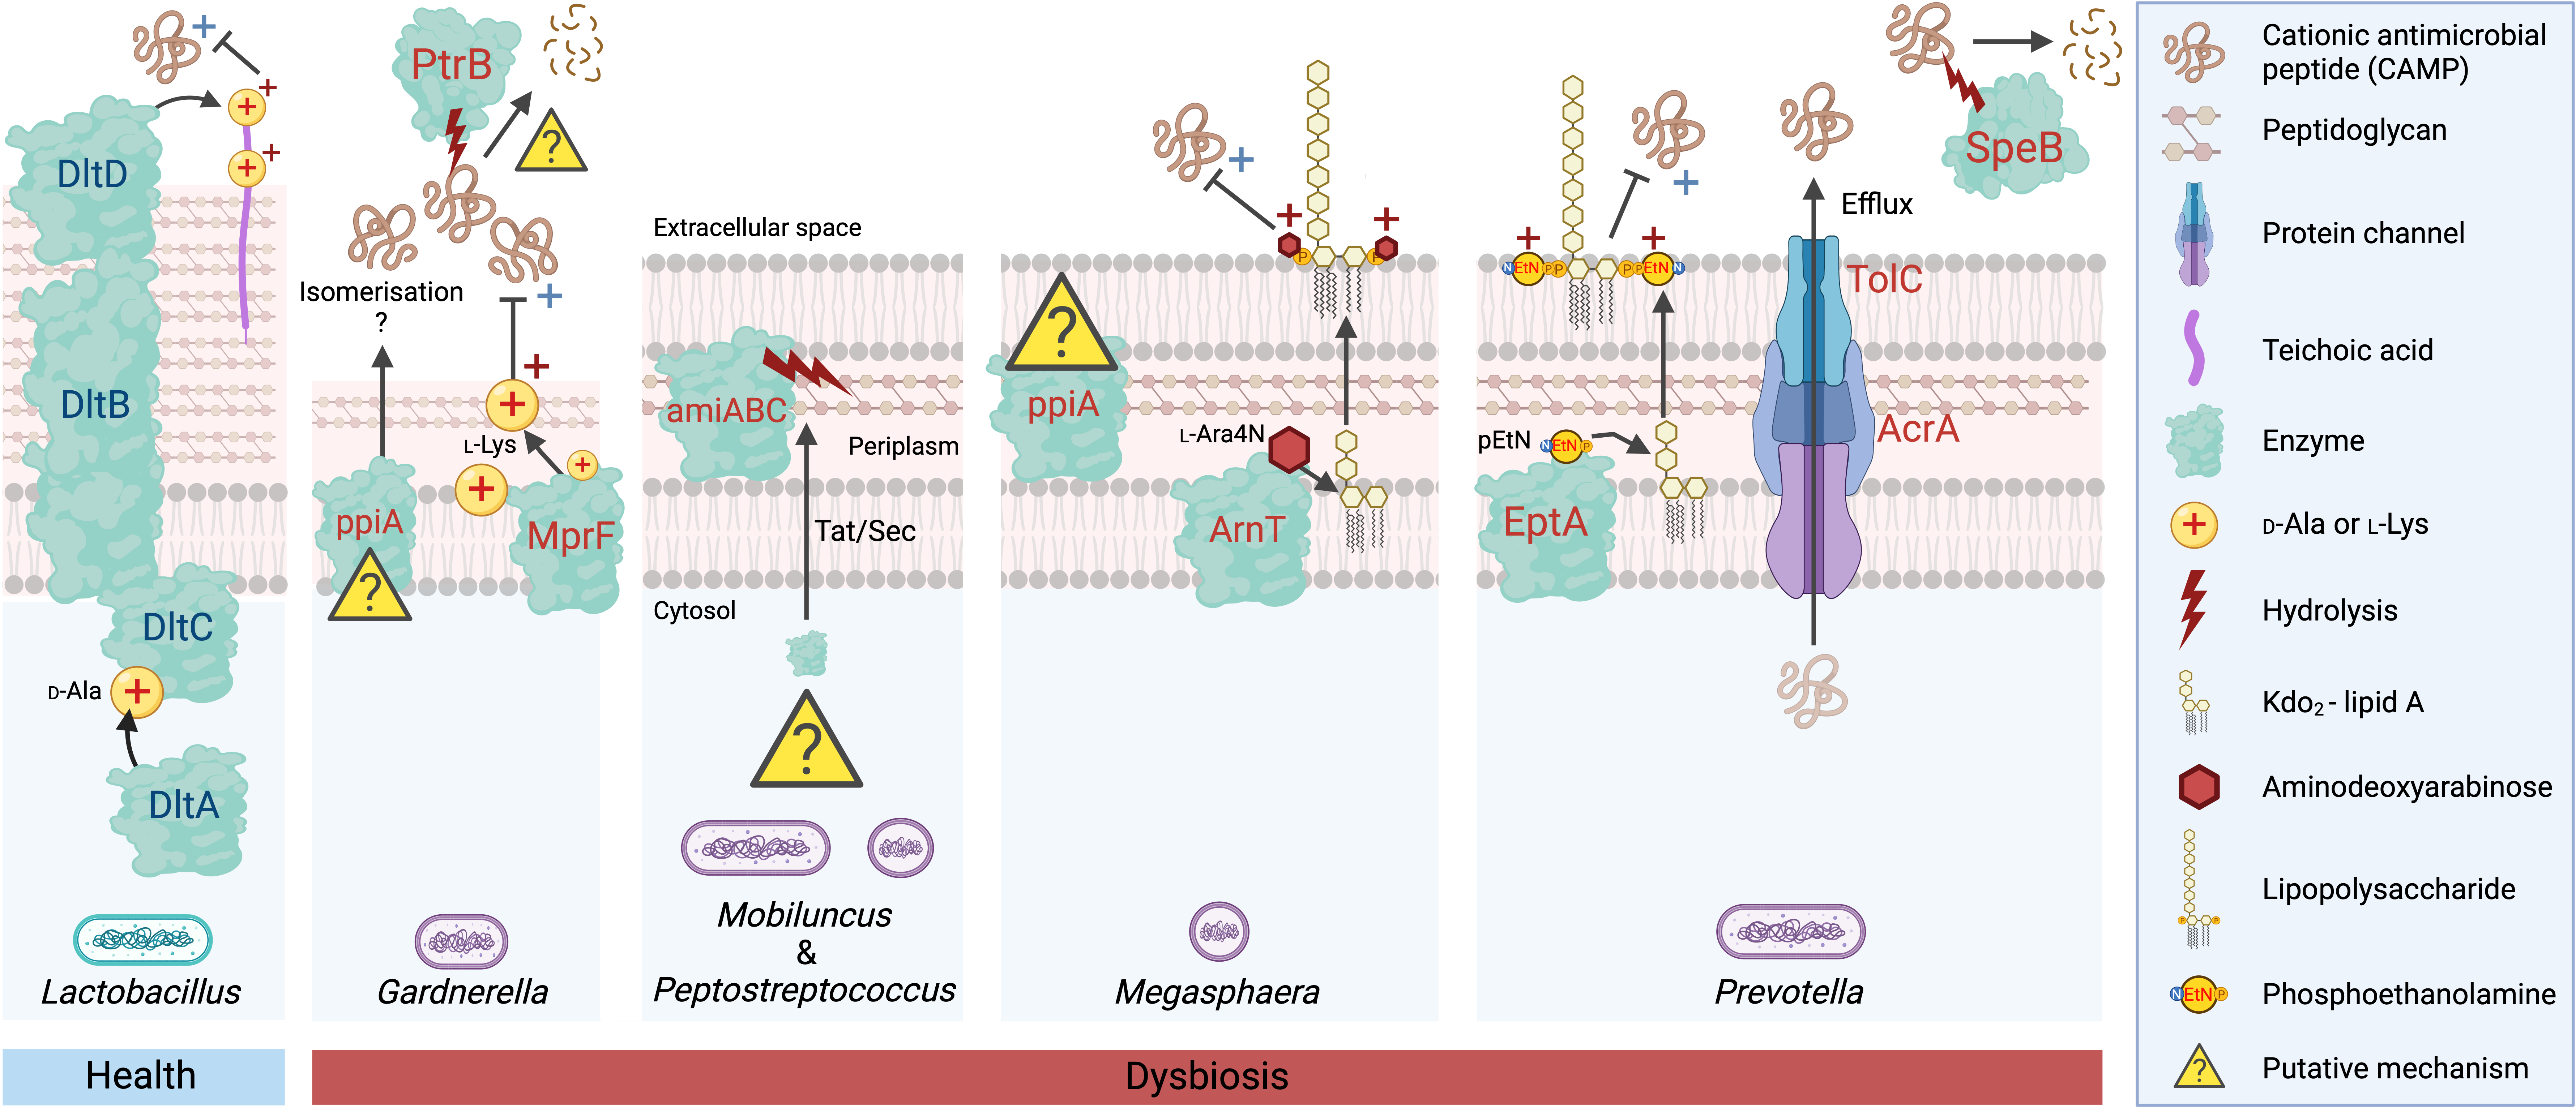 +
+
+
+
+
DltD
DltB
DltC
D-Ala
+
DltA
Lactobacillus
Health
PtrB
?
Isomerisation
?
+
+
+
L-Lys
+
+
ppiA
?
MprF
Gardnerella
Extracellular space
amiABC
Periplasm
Tat/Sec
Cytosol
?
Mobiluncus
&
Peptostreptococcus
+
+
+
P
P
?
ppiA
L-Ara4N
ArnT
Megasphaera
+
+
+
N EtN P P
P P EtN N
pEtN
N EtN P
EptA
Efflux
TolC
AcrA
SpeB
Prevotella
Dysbiosis
Cationic antimicrobial
peptide (CAMP)
Peptidoglycan
Protein channel
Teichoic acid
Enzyme
+
D-Ala or L-Lys
Hydrolysis
Kdo₂ - lipid A
Aminodeoxyarabinose
P
P
Lipopolysaccharide
N EtN P
Phosphoethanolamine
?
Putative mechanism